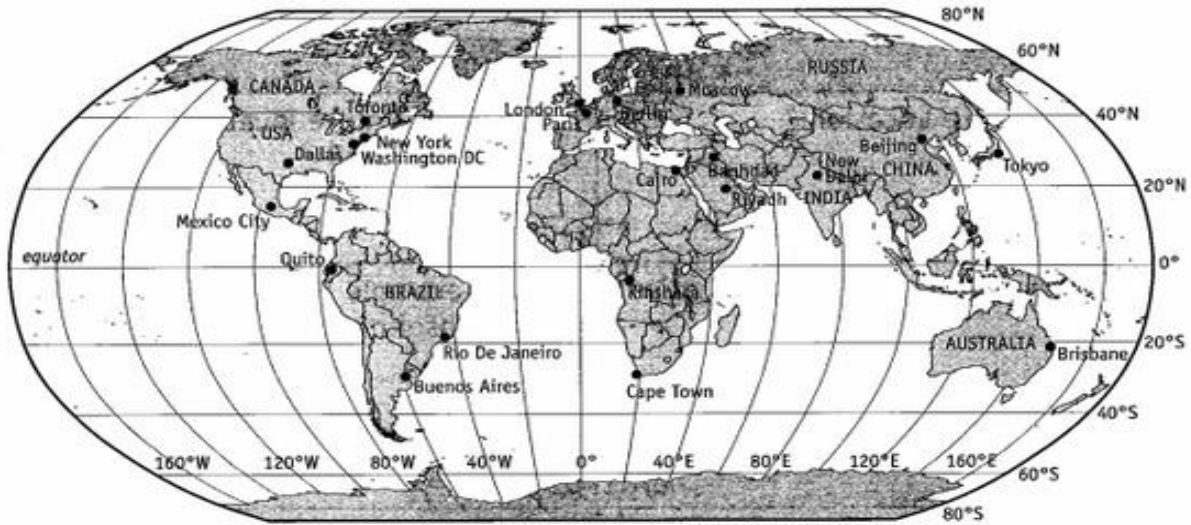 80°N
60°N
RUSSIA
CANADA
Moscow
London
Berlin
Toronto
40°N
Paris
USA
New York
Beijing
Dallas
Washington DC
New
Tokyo
Baghdad
CHINA
Cairo
Delhi
20°N
Riyadh
INDIA
Mexico City
equator
Quito
0°
BRAZIL
Kinshasa
AUSTRALIA
20°S
Rio De Janeiro
Brisbane
Buenos Aires
Cape Town
40°S
160°W
120°W
80°W
40°W
0°
40°E
80°E
120°E
160°E
60°S
80°S